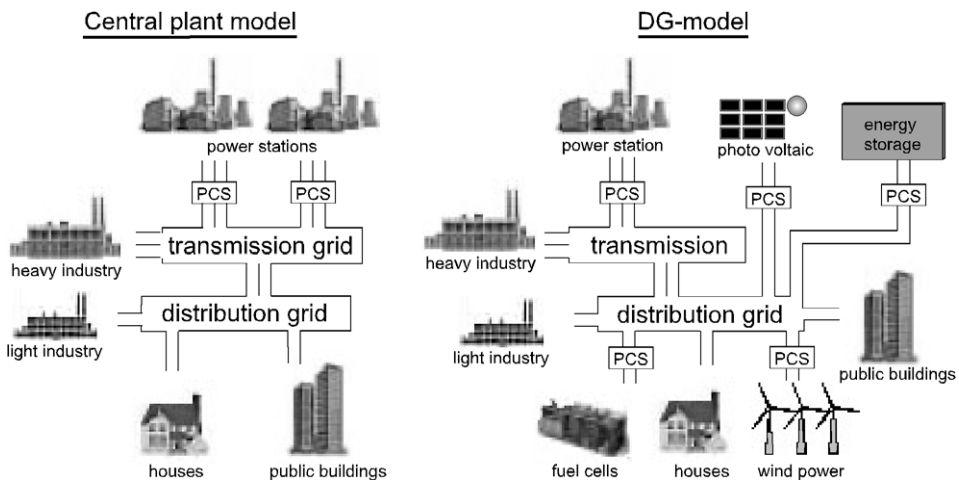 Central plant model
power stations
PCS
PCS
heavy industry
transmission grid
light industry
distribution grid
houses
public buildings
DG-model
power station
photo voltaic
energy
storage
PCS
PCS
PCS
heavy industry
transmission
light industry
distribution grid
public buildings
PCS
PCS
fuel cells
houses
wind power